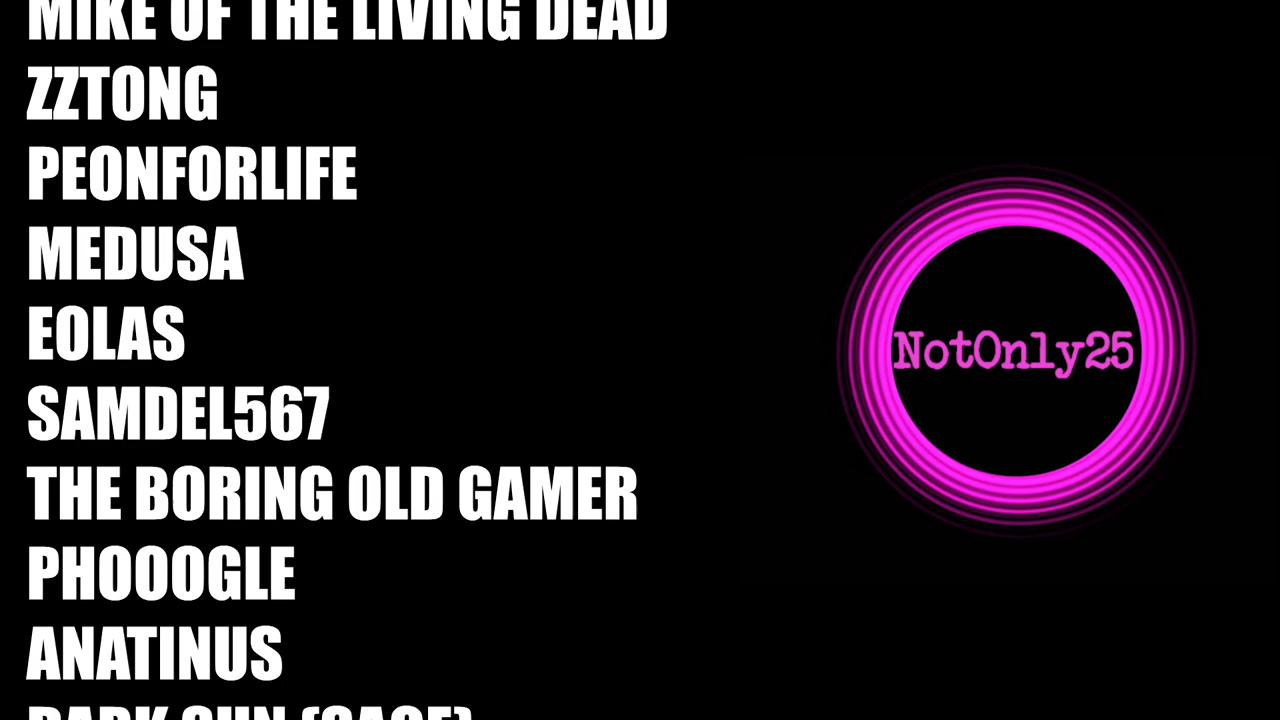 MIKE OF THE LIVING DEAD
ZZTONG
PEONFORLIFE
MEDUSA
EOLAS
SAMDEL567
THE BORING OLD GAMER
PHOOOGLE
ANATINUS
NotOnly25